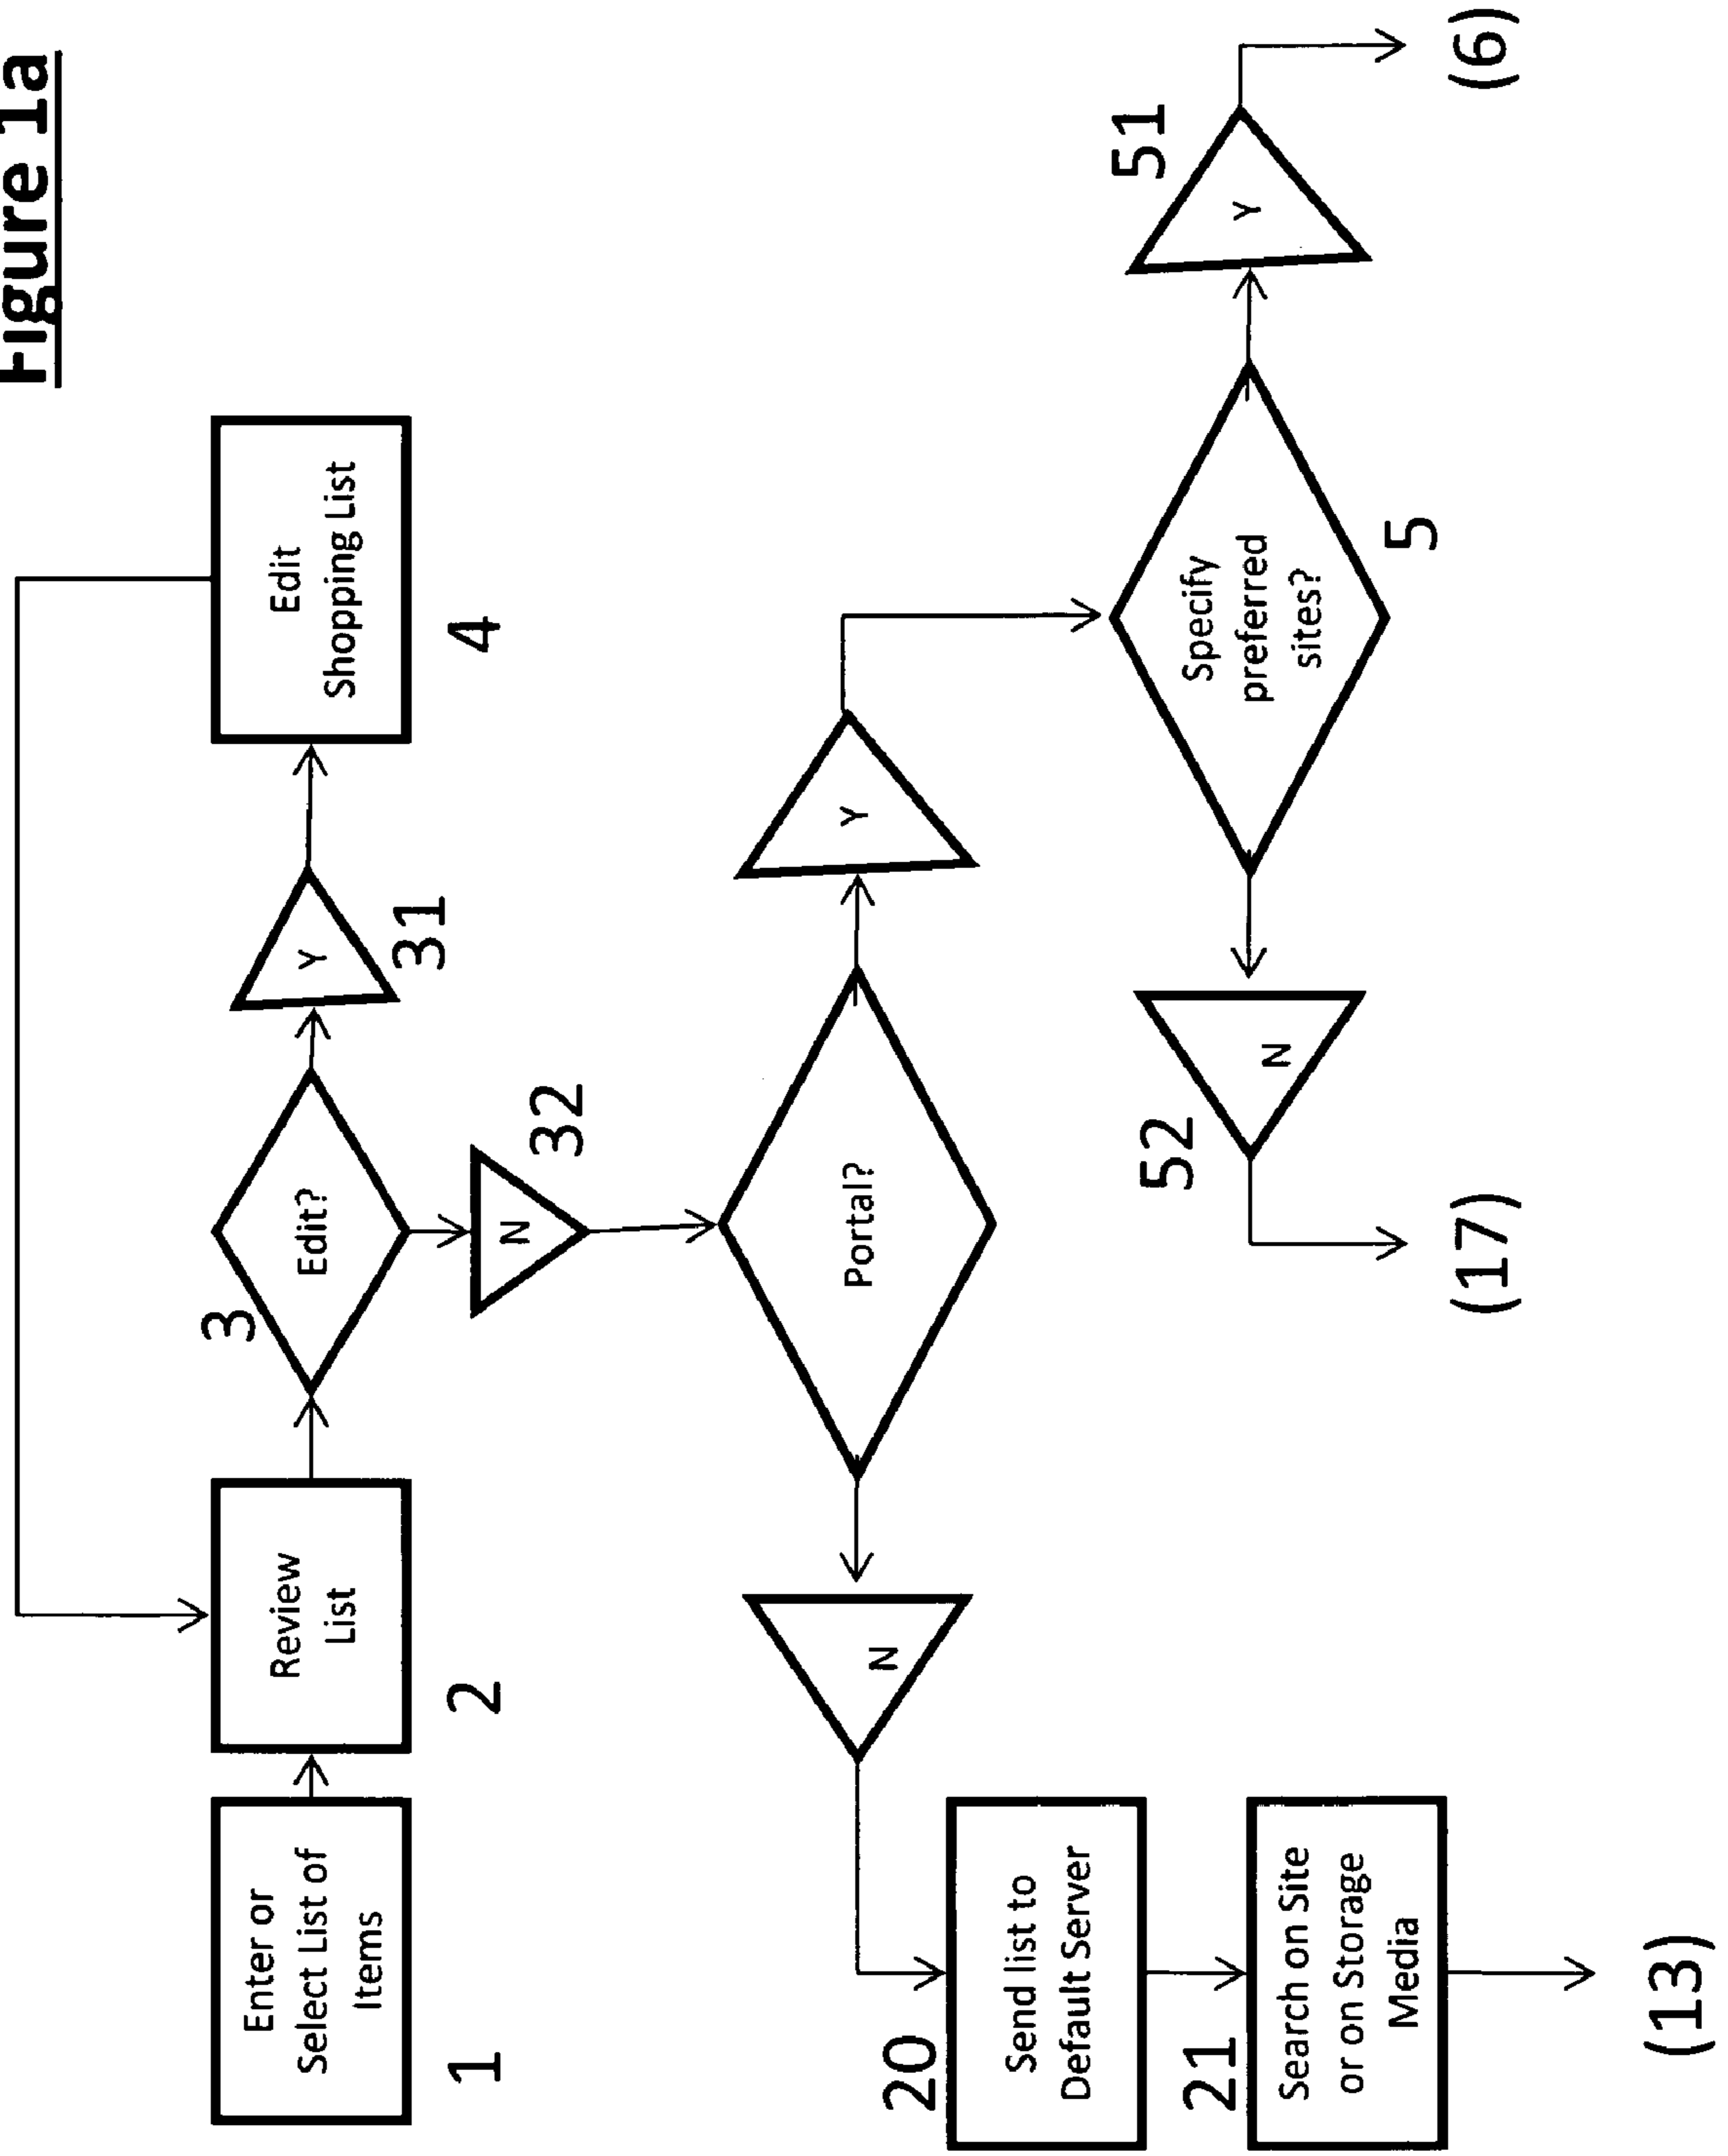 Figure 1a
Enter or
Select List of
Items
1
Review
List
2
3
Edit?
Y
31
Edit
Shopping List
4
N
32
Portal?
N
Y
20
Send list to
Default Server
21
Search on Site
or on Storage
Media
(13)
Specify
preferred
sites?
5
N
52
(17)
Y
51
(6)